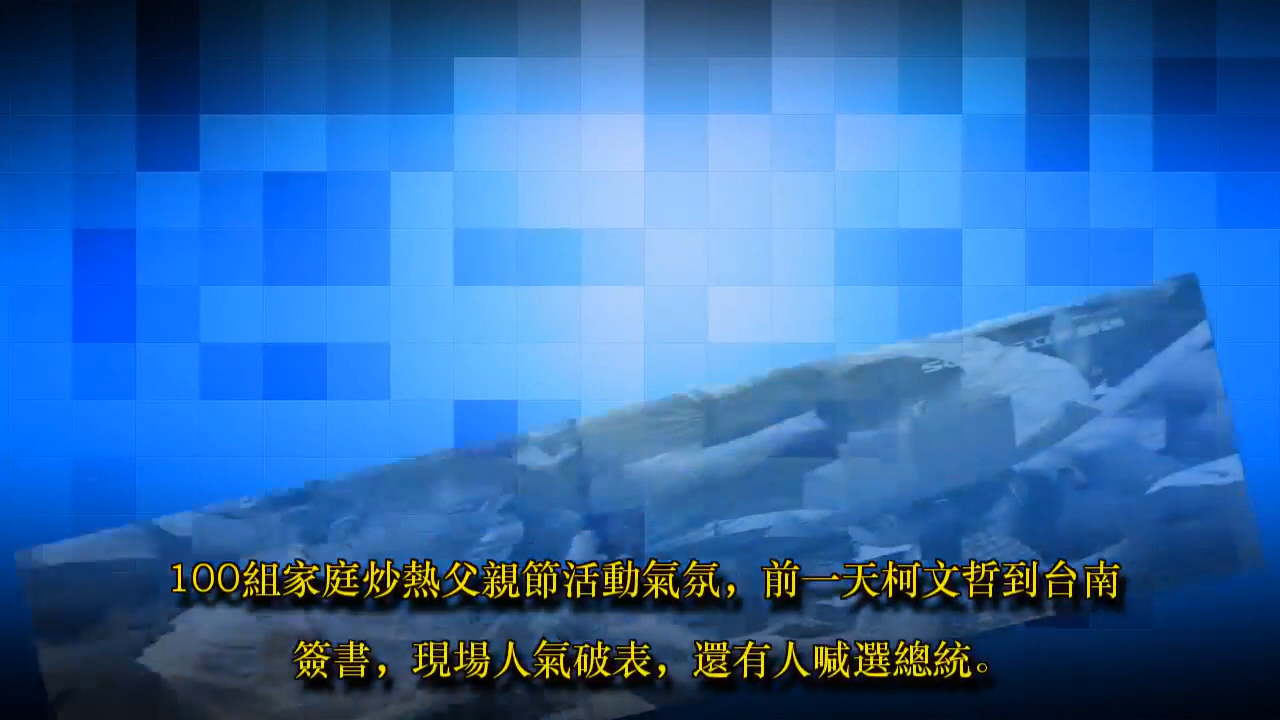 100組家庭炒熱父親節活動氣氛，前一天柯文哲到台南
簽書，現場人氣破表，還有人喊選總統。